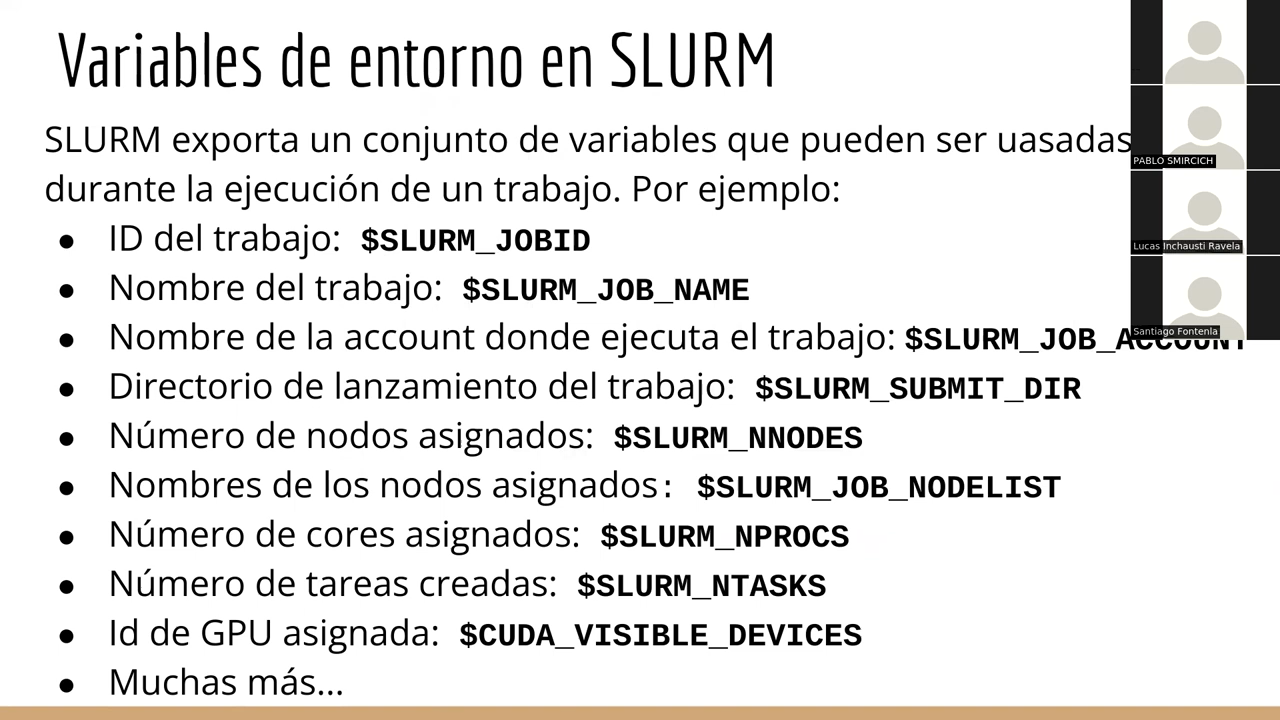 Variables de entorno en SLURM
SLURM exporta un conjunto de variables que pueden ser uasadas
durante la ejecución de un trabajo. Por ejemplo:
● ID del trabajo: $SLURM_JOBID
● Nombre del trabajo: $SLURM_JOB_NAME
● Nombre de la account donde ejecuta el trabajo: $SLURM_JOB_ACCOUNT
● Directorio de lanzamiento del trabajo: $SLURM_SUBMIT_DIR
● Número de nodos asignados: $SLURM_NNODES
● Nombres de los nodos asignados: $SLURM_JOB_NODELIST
● Número de cores asignados: $SLURM_NPROCS
● Número de tareas creadas: $SLURM_NTASKS
● Id de GPU asignada: $CUDA_VISIBLE_DEVICES
● Muchas más...
PABLO SMIRCICH
Lucas Inchausti Ravela
Santiago Fontenla